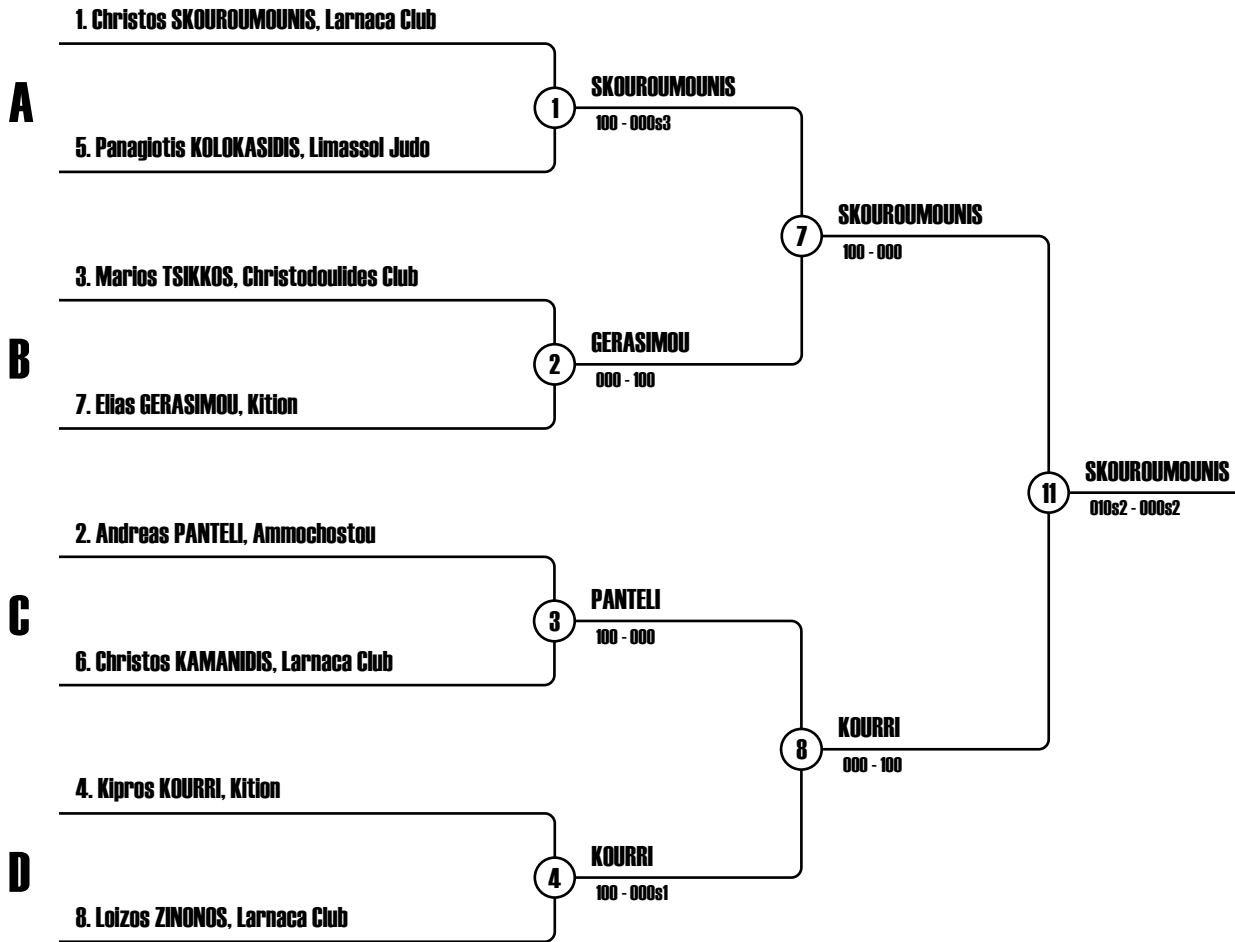 1. Christos SKOUROUMOUNIS, Larnaca Club
A
1
SKOUROUMOUNIS
100 - 000s3
5. Panagiotis KOLOKASIDIS, Limassol Judo
7
SKOUROUMOUNIS
100 - 000
3. Marios TSIKKOS, Christodoulides Club
B
2
GERASIMOU
000 - 100
7. Elias GERASIMOU, Kition
11
SKOUROUMOUNIS
010s2 - 000s2
2. Andreas PANTELI, Ammochostou
C
3
PANTELI
100 - 000
6. Christos KAMANIDIS, Larnaca Club
8
KOURRI
000 - 100
4. Kipros KOURRI, Kition
D
4
KOURRI
100 - 000s1
8. Loizos ZINONOS, Larnaca Club